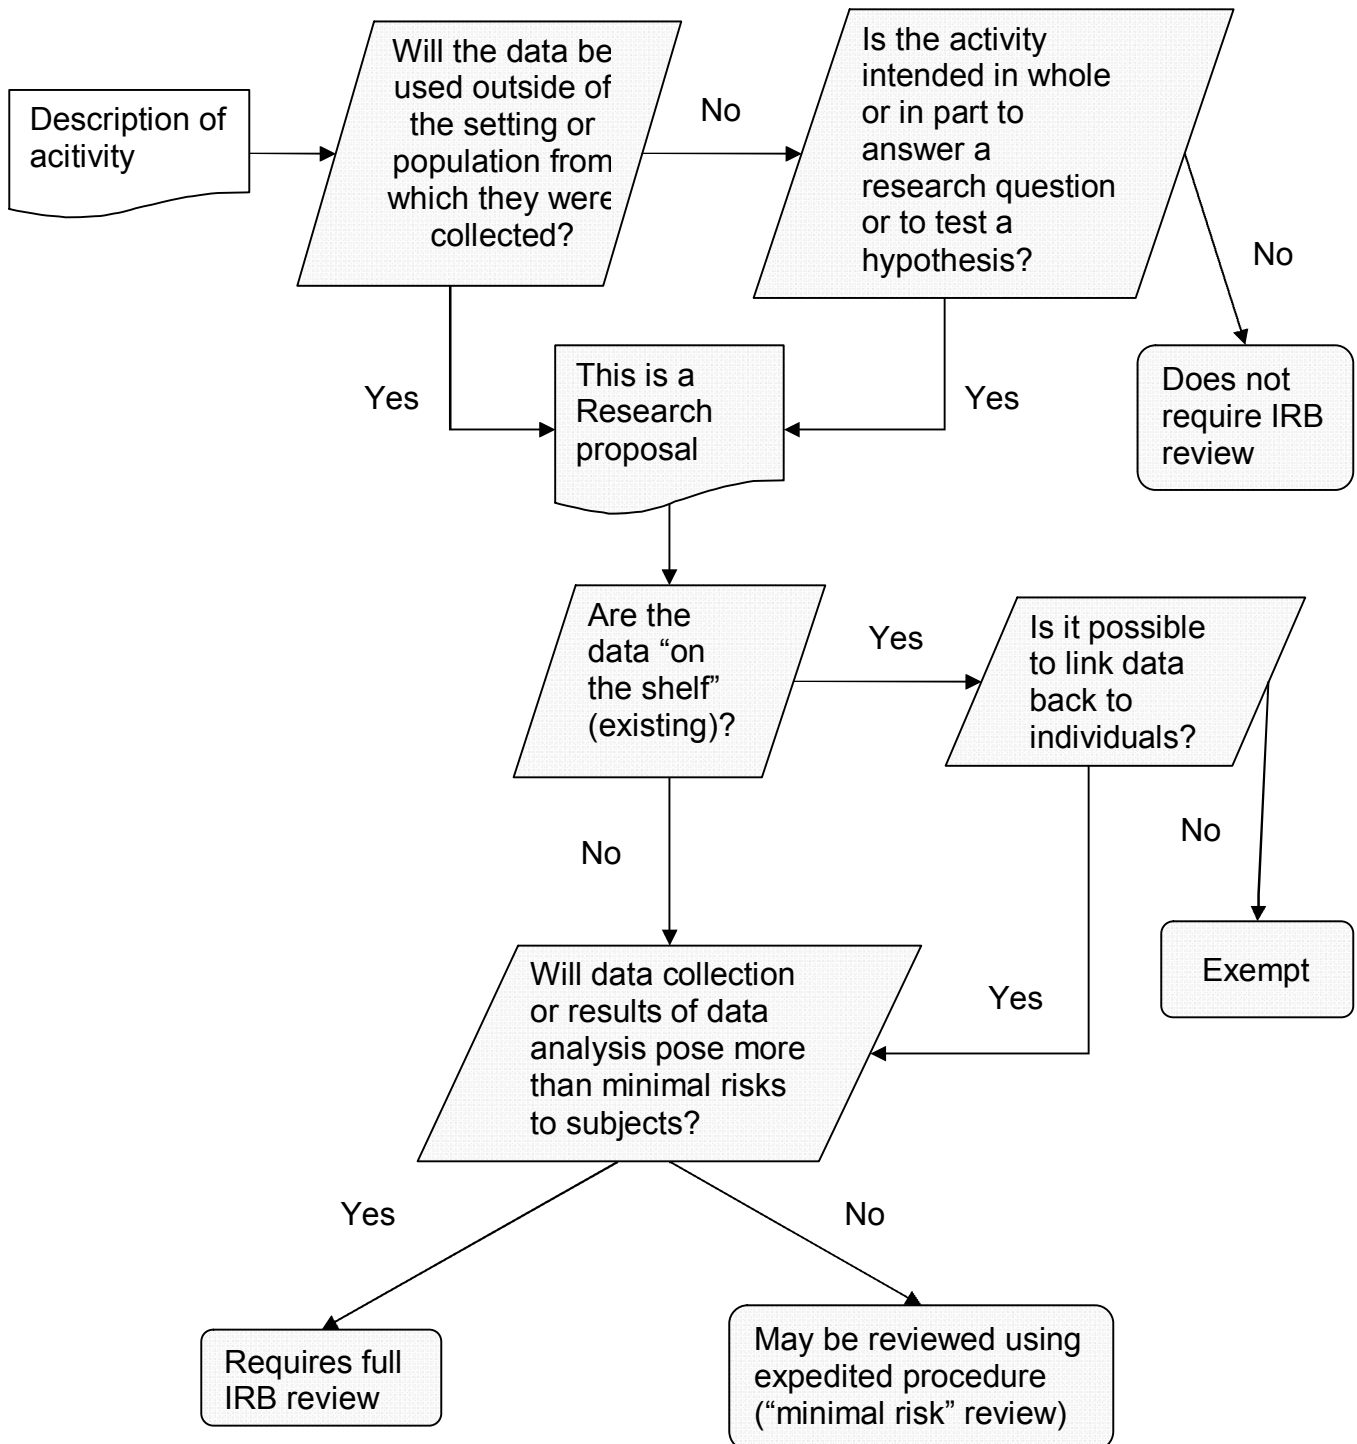 Description of
acitivity
Will the data be
used outside of
the setting or
population from
which they were
collected?
No
Is the activity
intended in whole
or in part to
answer a
research question
or to test a
hypothesis?
No
Yes
This is a
Research
proposal
Yes
Does not
require IRB
review
Are the
data “on
the shelf”
(existing)?
Yes
Is it possible
to link data
back to
individuals?
No
No
Exempt
Will data collection
or results of data
analysis pose more
than minimal risks
to subjects?
Yes
Yes
No
Requires full
IRB review
May be reviewed using
expedited procedure
(“minimal risk” review)